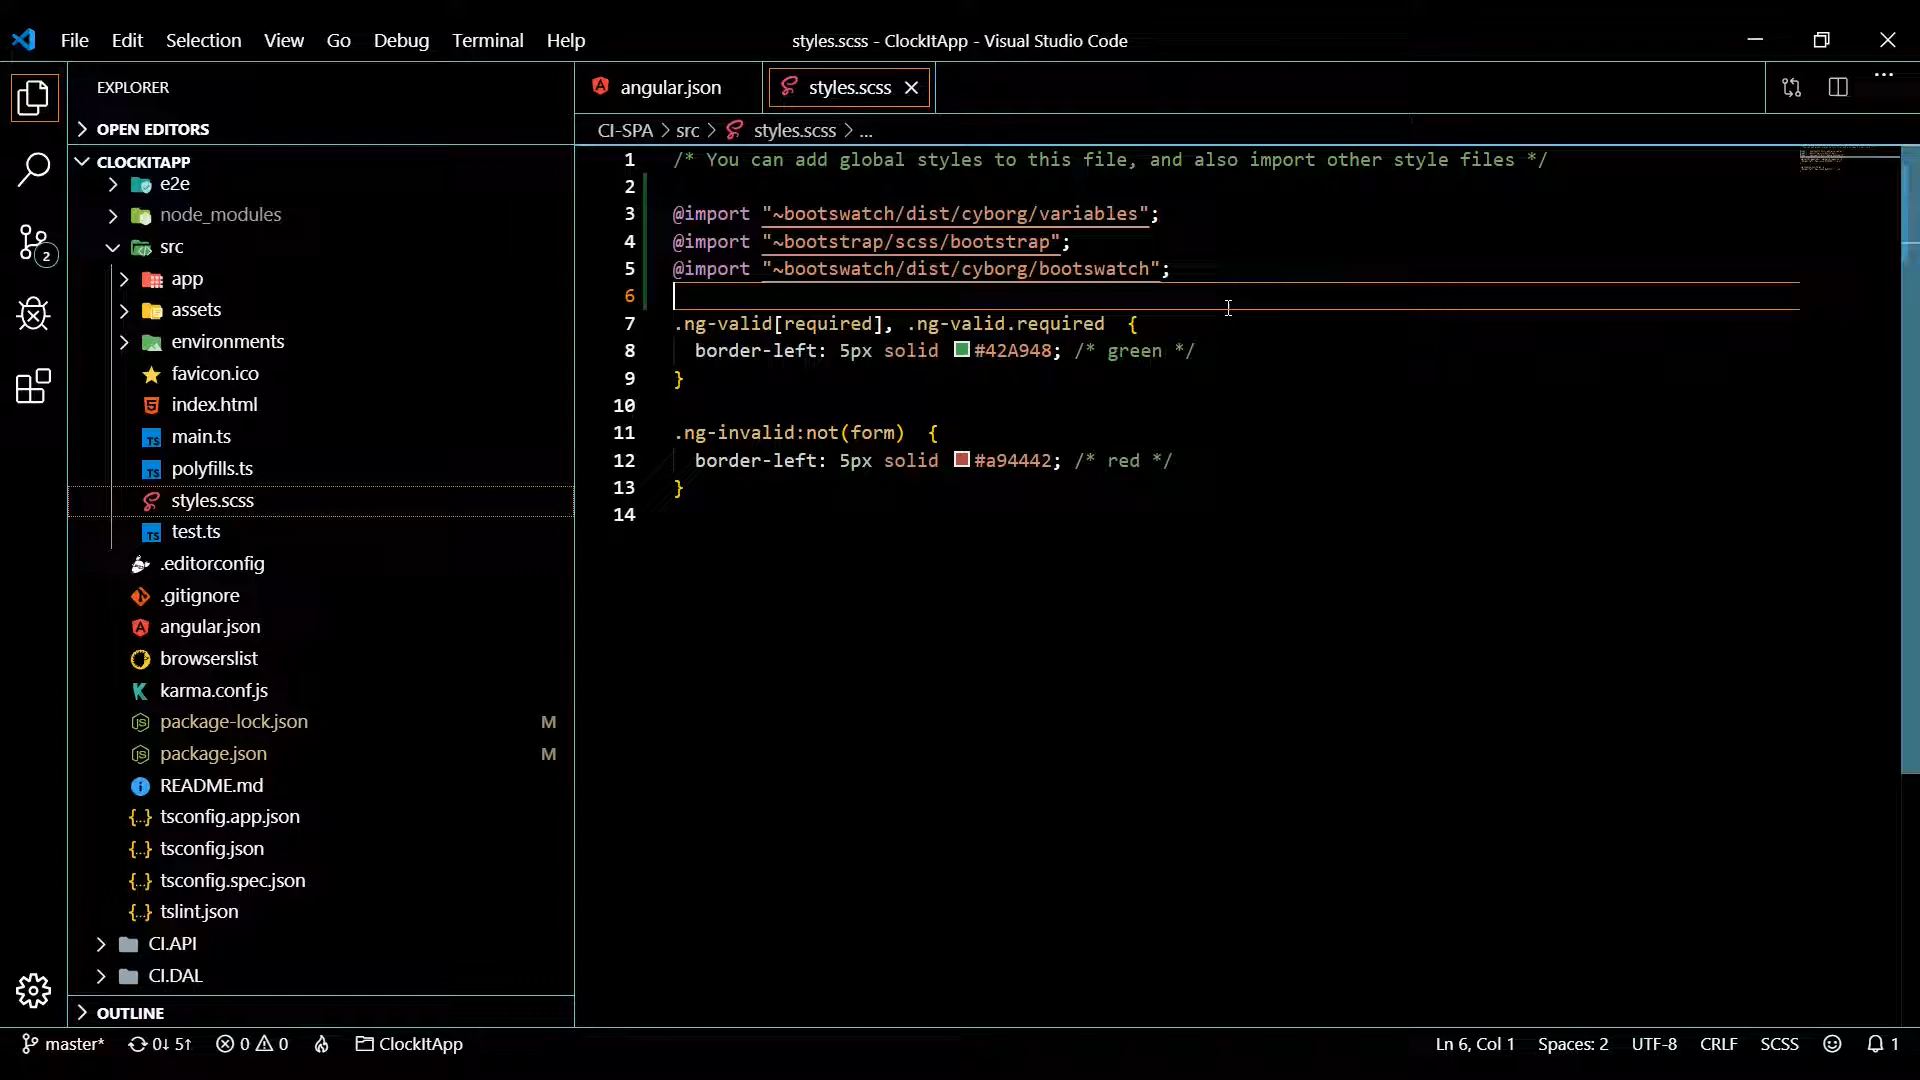 File Edit Selection View Go Debug Terminal Help
styles.scss - ClockItApp - Visual Studio Code
EXPLORER
OPEN EDITORS
CLOCKITAPP
e2e
node_modules
src
app
assets
environments
favicon.ico
index.html
main.ts
polyfills.ts
styles.scss
test.ts
.editorconfig
.gitignore
angular.json
browserslist
karma.conf.js
package-lock.json M
package.json M
README.md
tsconfig.app.json
tsconfig.json
tsconfig.spec.json
tslint.json
CI.API
CI.DAL
OUTLINE
2
angular.json styles.scss
CI-SPA > src > styles.scss > ...
1 /* You can add global styles to this file, and also import other style files */
2
3 @import "~bootswatch/dist/cyborg/variables";
4 @import "~bootstrap/scss/bootstrap";
5 @import "~bootswatch/dist/cyborg/bootswatch";
6
7 .ng-valid[required], .ng-valid.required {
8 border-left: 5px solid #42A948; /* green */
9 }
10
11 .ng-invalid:not(form) {
12 border-left: 5px solid #a94442; /* red */
13 }
14
master* 0↓ 5↑ 0 0 ClockItApp Ln 6, Col 1 Spaces: 2 UTF-8 CRLF SCSS 1